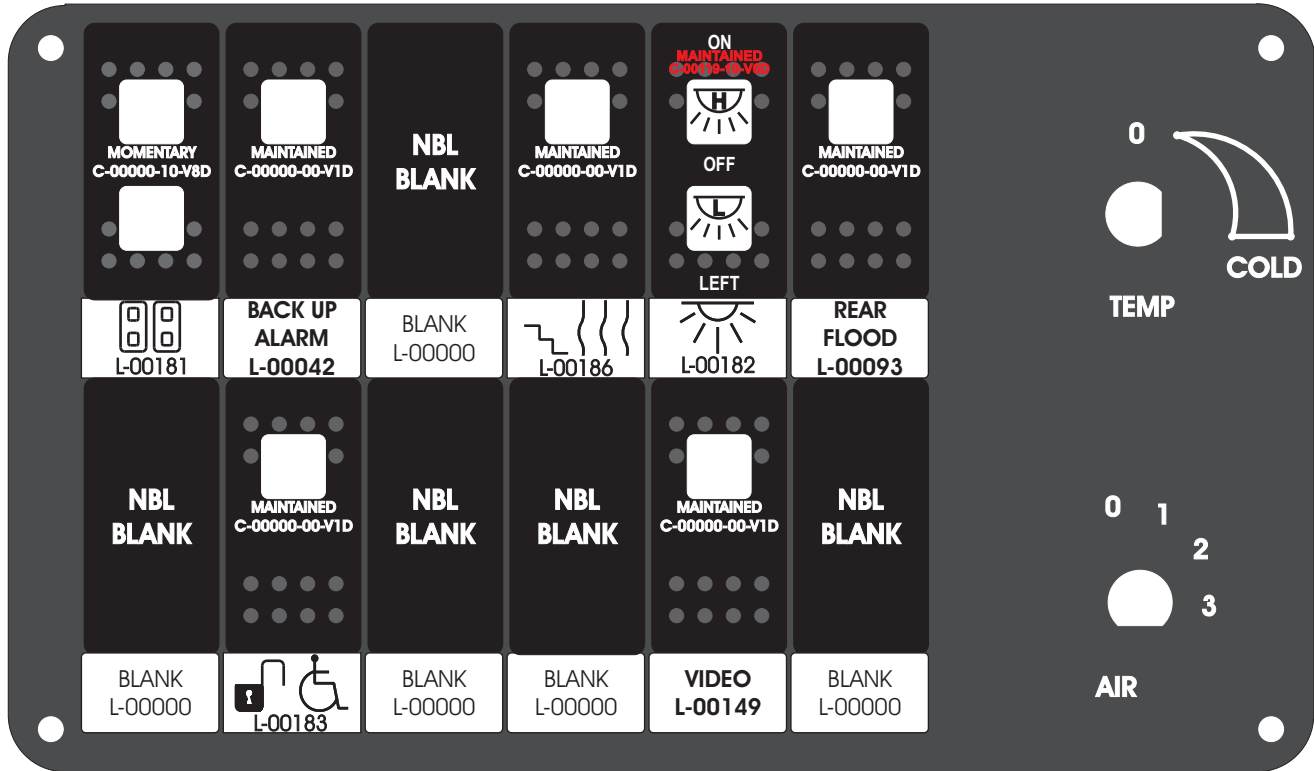 MOMENTARY
C-00000-10-V8D
L-00181
MAINTAINED
C-00000-00-V1D
BACK UP
ALARM
L-00042
NBL
BLANK
BLANK
L-00000
MAINTAINED
C-00000-00-V1D
L-00186
ON
MAINTAINED
H
OFF
L
LEFT
L-00182
MAINTAINED
C-00000-00-V1D
REAR
FLOOD
L-00093
0
COLD
TEMP
NBL
BLANK
BLANK
L-00000
MAINTAINED
C-00000-00-V1D
L-00183
NBL
BLANK
BLANK
L-00000
NBL
BLANK
BLANK
L-00000
MAINTAINED
C-00000-00-V1D
VIDEO
L-00149
NBL
BLANK
BLANK
L-00000
0
1
2
3
AIR